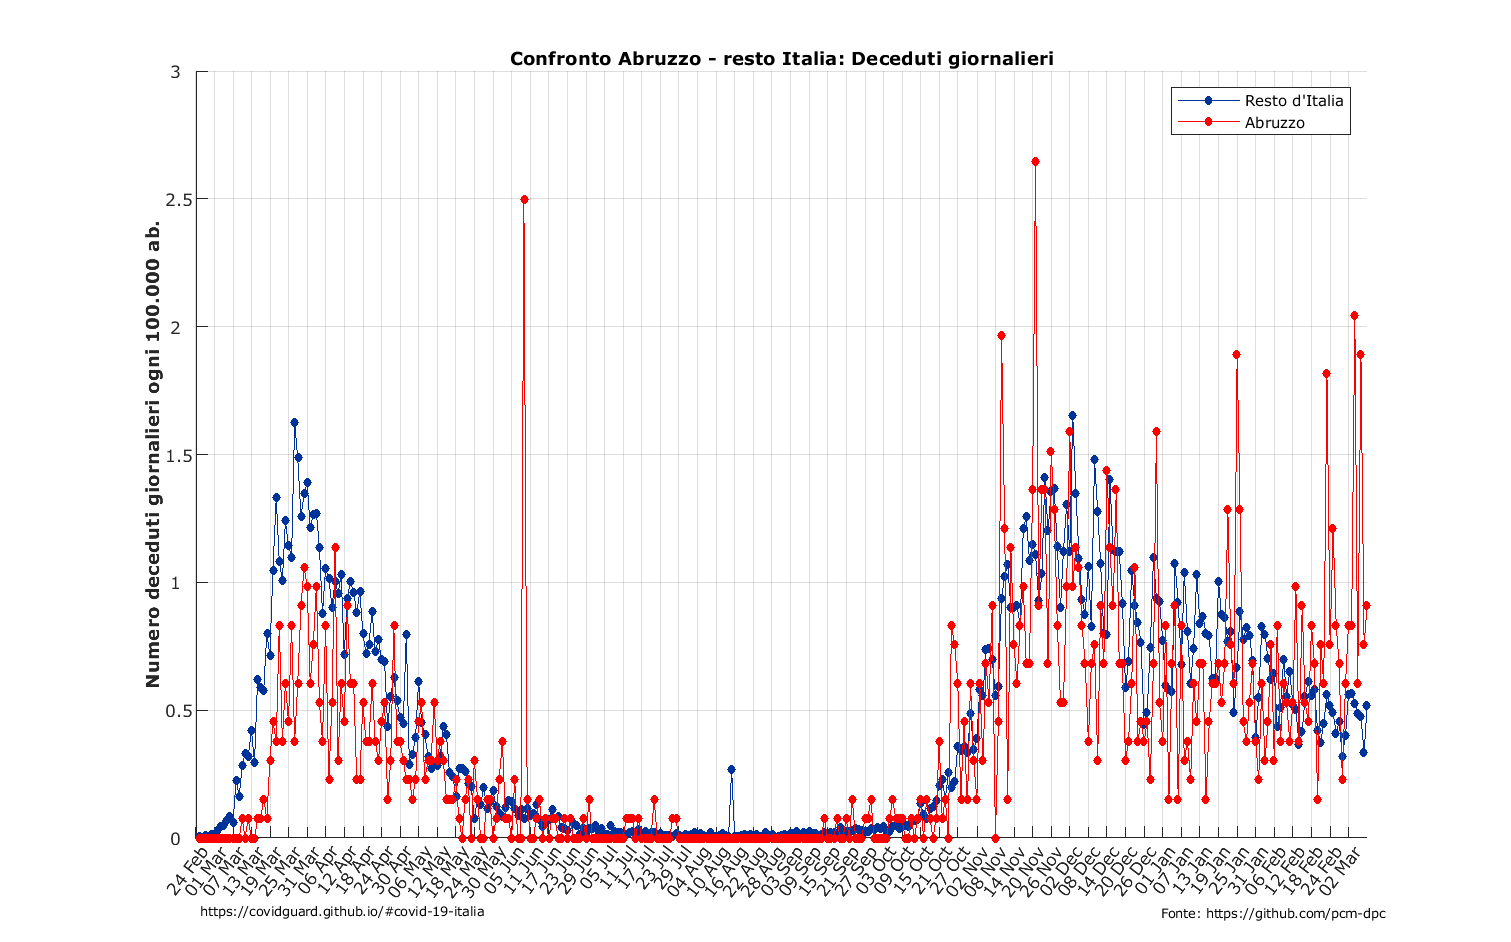 Confronto Abruzzo - resto Italia: Deceduti giornalieri
Resto d'Italia
Abruzzo
Numero deceduti giornalieri ogni 100.000 ab.
3
2.5
2
1.5
1
0.5
0
24 Feb
01 Mar
07 Mar
13 Mar
19 Mar
25 Mar
31 Mar
06 Apr
12 Apr
18 Apr
24 Apr
30 Apr
06 May
12 May
18 May
24 May
30 May
05 Jun
11 Jun
17 Jun
23 Jun
29 Jun
05 Jul
11 Jul
17 Jul
23 Jul
29 Jul
04 Aug
10 Aug
16 Aug
22 Aug
28 Aug
03 Sep
09 Sep
15 Sep
21 Sep
27 Sep
03 Oct
09 Oct
15 Oct
21 Oct
27 Oct
02 Nov
08 Nov
14 Nov
20 Nov
26 Nov
02 Dec
08 Dec
14 Dec
20 Dec
26 Dec
01 Jan
07 Jan
13 Jan
19 Jan
25 Jan
31 Jan
06 Feb
12 Feb
18 Feb
24 Feb
02 Mar
https://covidguard.github.io/#covid-19-italia
Fonte: https://github.com/pcm-dpc